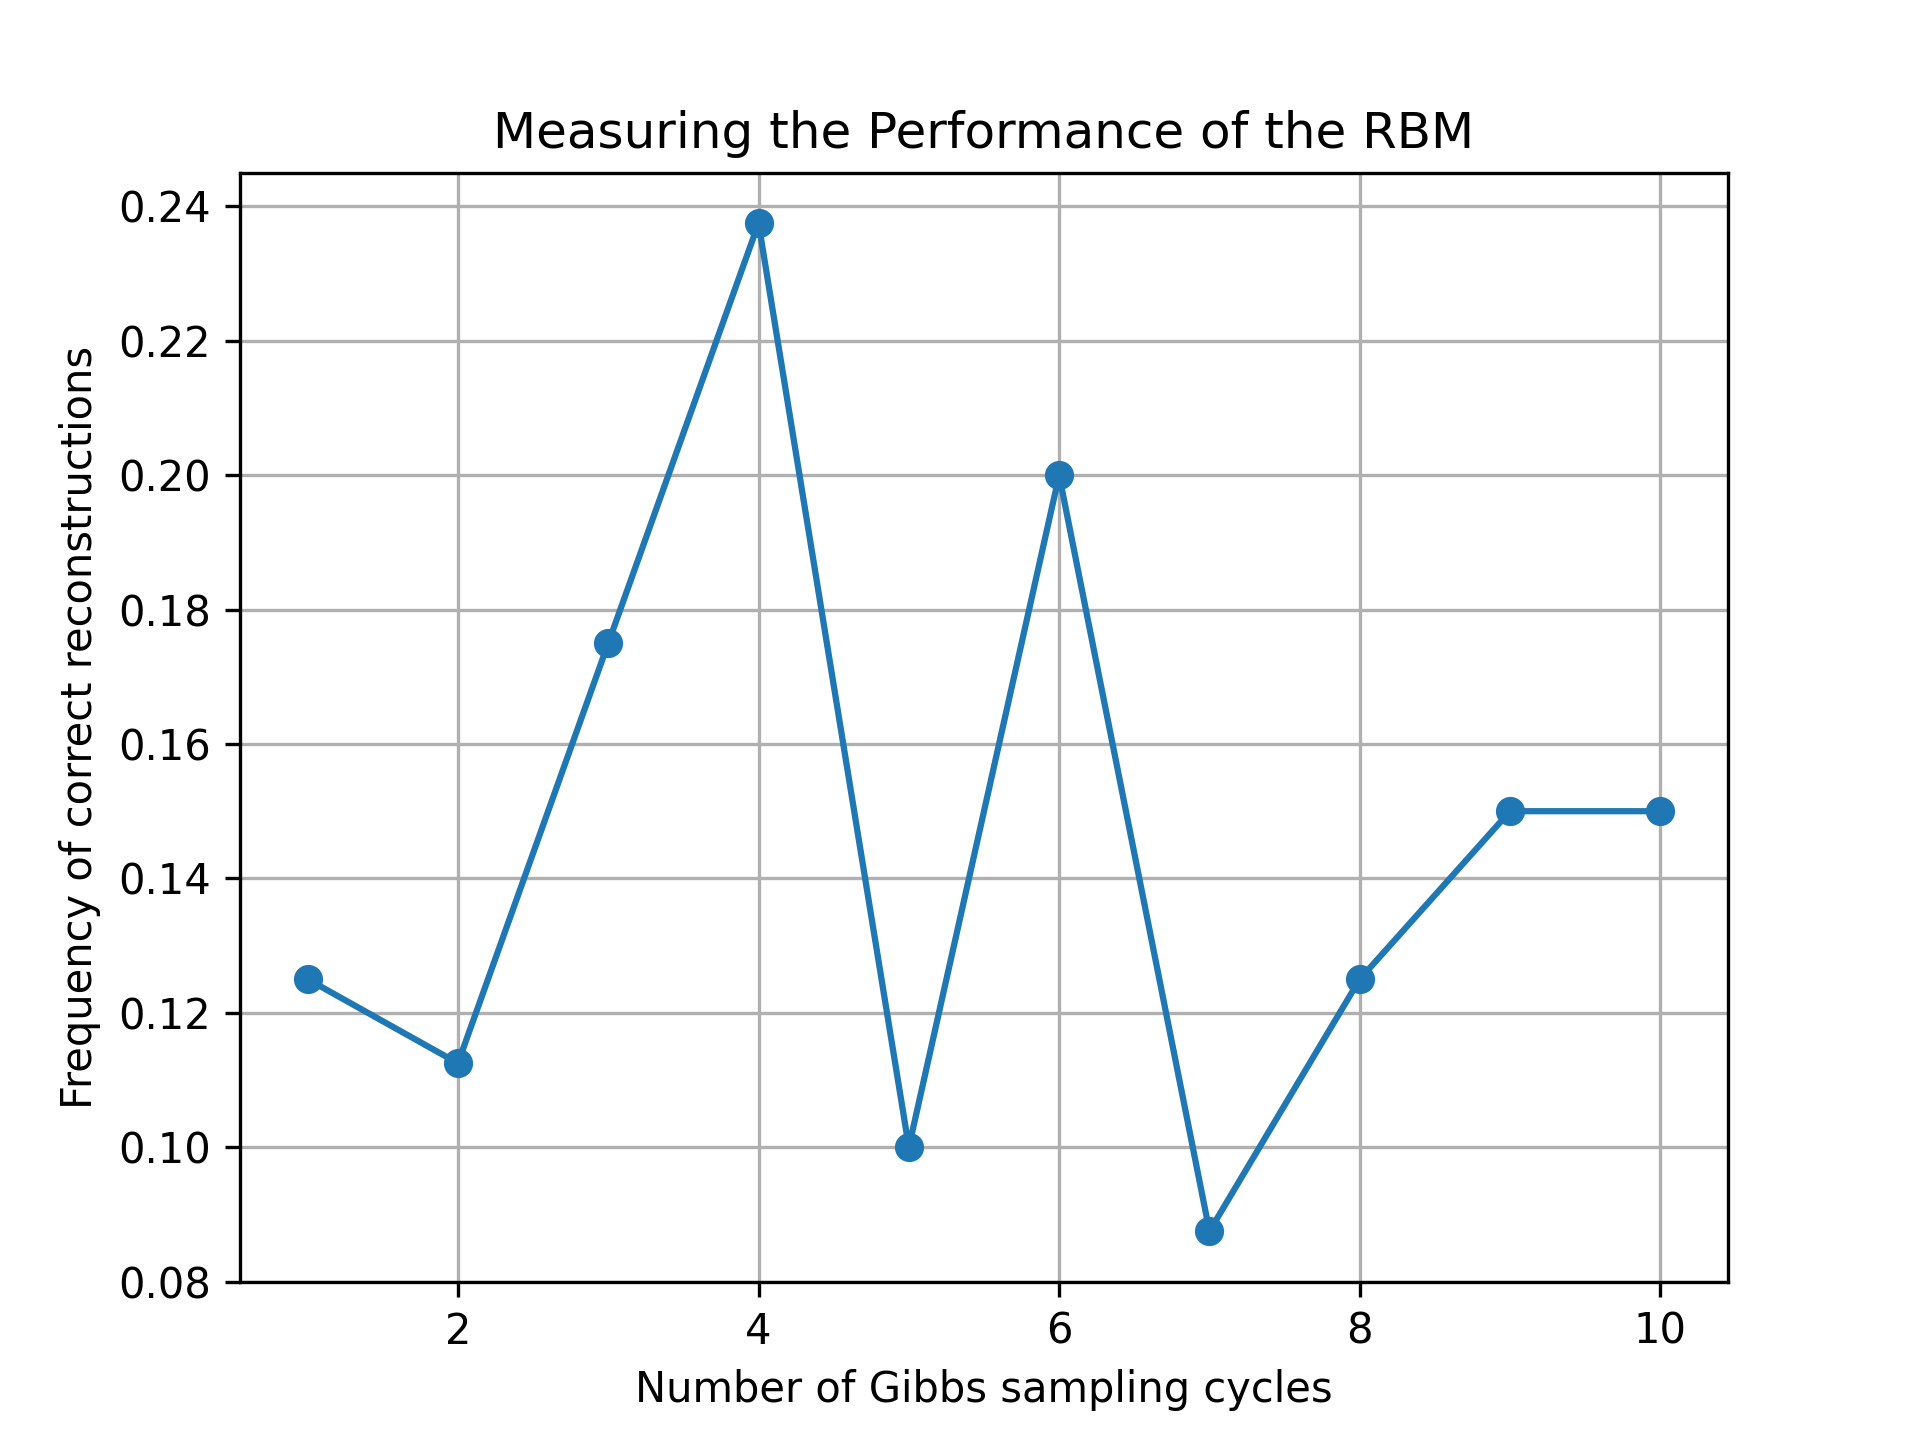 Measuring the Performance of the RBM
Frequency of correct reconstructions
0.24
0.22
0.20
0.18
0.16
0.14
0.12
0.10
0.08
2 4 6 8 10
Number of Gibbs sampling cycles